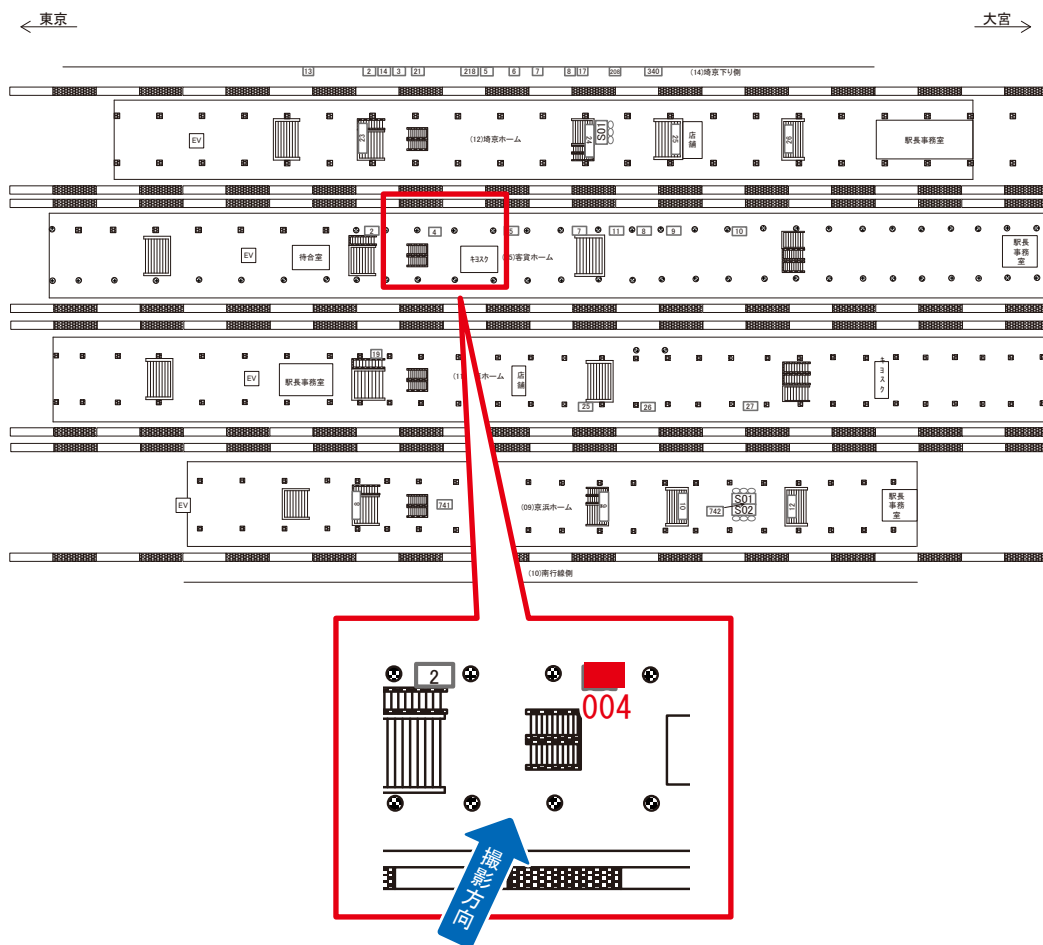 東京
大宮
13 2 14 3 21 218 5 6 7 8 17 208 340 (14)埼京下り側
EV
23
(12)埼京ホーム
24
S01
25
店舗
26
駅長事務室
2 4 5 7 11 8 9 10
EV
待合室
キヨスク
5)客貨ホーム
駅長事務室
19
EV
駅長事務室
(11
ホーム
店舗
キヨスク
25 26 27
EV
8
741
(09)京浜ホーム
10
742
S01
S02
12
駅長事務室
(10)南行線側
2
004
撮影方向